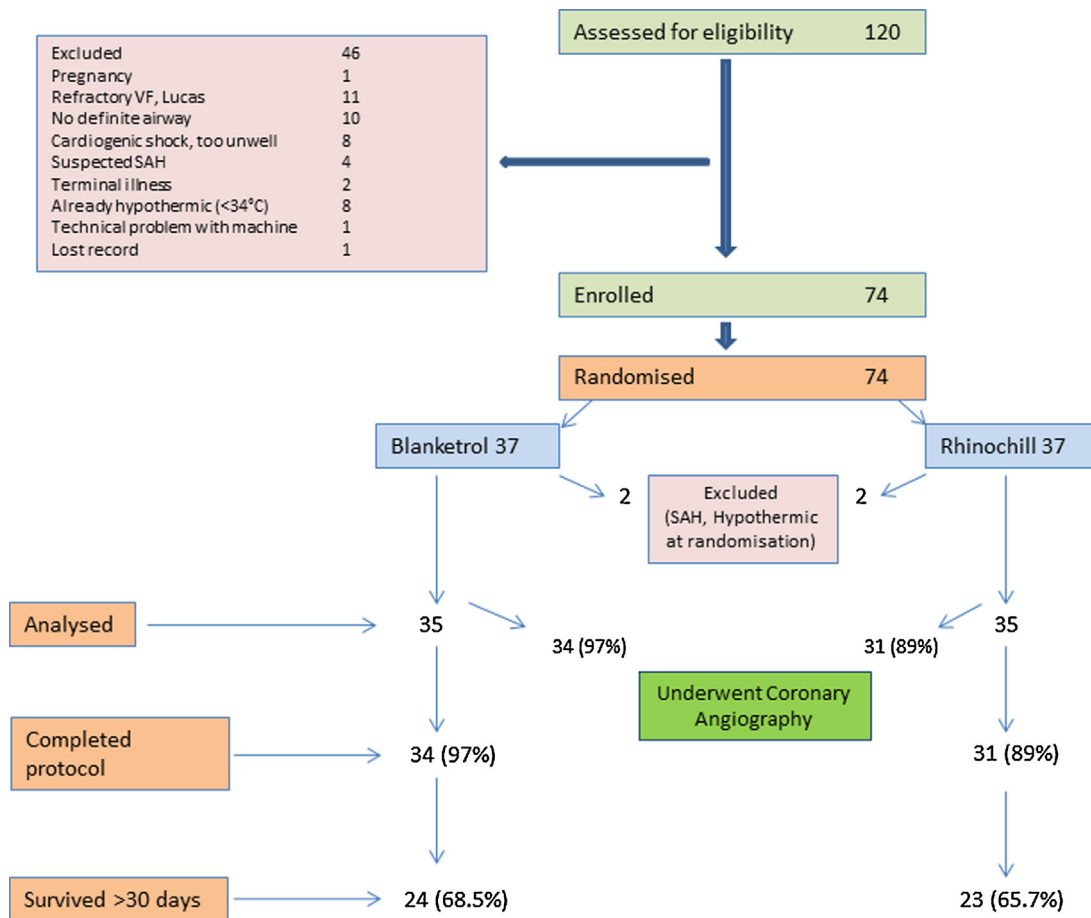 Assessed for eligibility 120
Excluded 46
Pregnancy 1
Refractory VF, Lucas 11
No definite airway 10
Cardiogenic shock, too unwell 8
Suspected SAH 4
Terminal illness 2
Already hypothermic (<34°C) 8
Technical problem with machine 1
Lost record 1
Enrolled 74
Randomised 74
Blanketrol 37
Rhinochill 37
2
Excluded
(SAH, Hypothermic
at randomisation)
2
Analysed
35
34 (97%)
31 (89%)
35
Underwent Coronary
Angiography
Completed
protocol
34 (97%)
31 (89%)
Survived >30 days
24 (68.5%)
23 (65.7%)